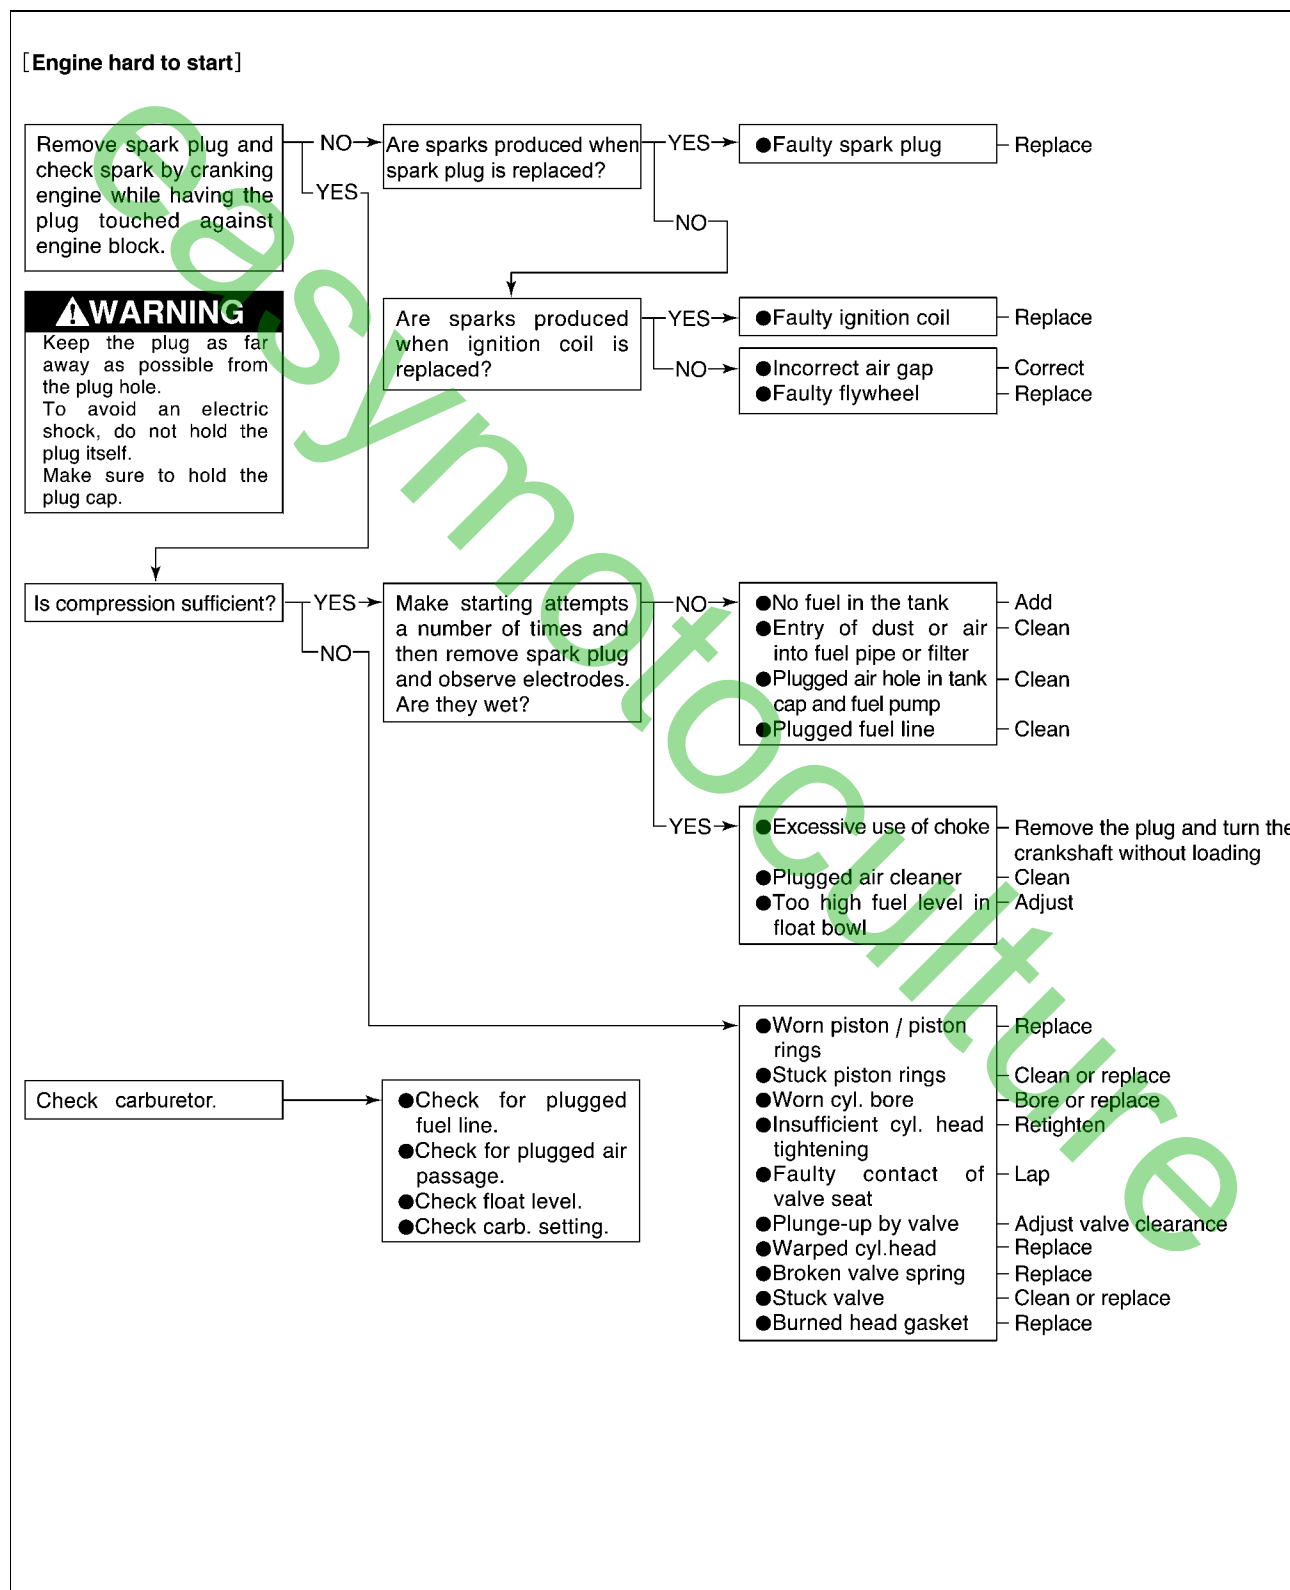 [Engine hard to start]
Remove spark plug and
check spark by cranking
engine while having the
plug touched against
engine block.
NO
YES
Are sparks produced when
spark plug is replaced?
YES
NO
●Faulty spark plug
Replace
⚠WARNING
Keep the plug as far
away as possible from
the plug hole.
To avoid an electric
shock, do not hold the
plug itself.
Make sure to hold the
plug cap.
Are sparks produced
when ignition coil is
replaced?
YES
NO
●Faulty ignition coil
Replace
●Incorrect air gap
Correct
●Faulty flywheel
Replace
Is compression sufficient?
YES
NO
Make starting attempts
a number of times and
then remove spark plug
and observe electrodes.
Are they wet?
NO
●No fuel in the tank
Add
●Entry of dust or air
into fuel pipe or filter
Clean
●Plugged air hole in tank
cap and fuel pump
Clean
●Plugged fuel line
Clean
YES
●Excessive use of choke
Remove the plug and turn the
crankshaft without loading
●Plugged air cleaner
Clean
●Too high fuel level in
float bowl
Adjust
●Worn piston / piston
rings
Replace
●Stuck piston rings
Clean or replace
●Worn cyl. bore
Bore or replace
●Insufficient cyl. head
tightening
Retighten
●Faulty contact of
valve seat
Lap
●Plunge-up by valve
Adjust valve clearance
●Warped cyl.head
Replace
●Broken valve spring
Replace
●Stuck valve
Clean or replace
●Burned head gasket
Replace
Check carburetor.
●Check for plugged
fuel line.
●Check for plugged air
passage.
●Check float level.
●Check carb. setting.
easymotoculture